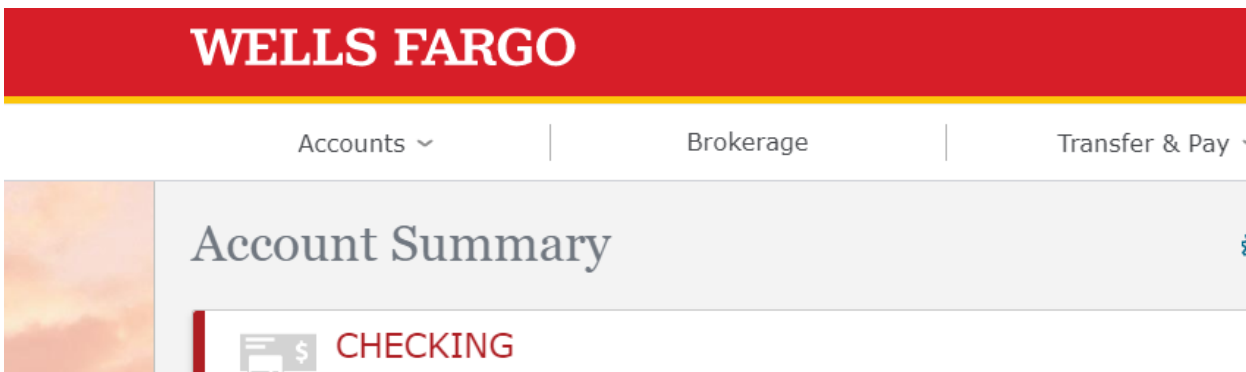 WELLS FARGO
Accounts
Brokerage
Transfer & Pay
Account Summary
$
CHECKING